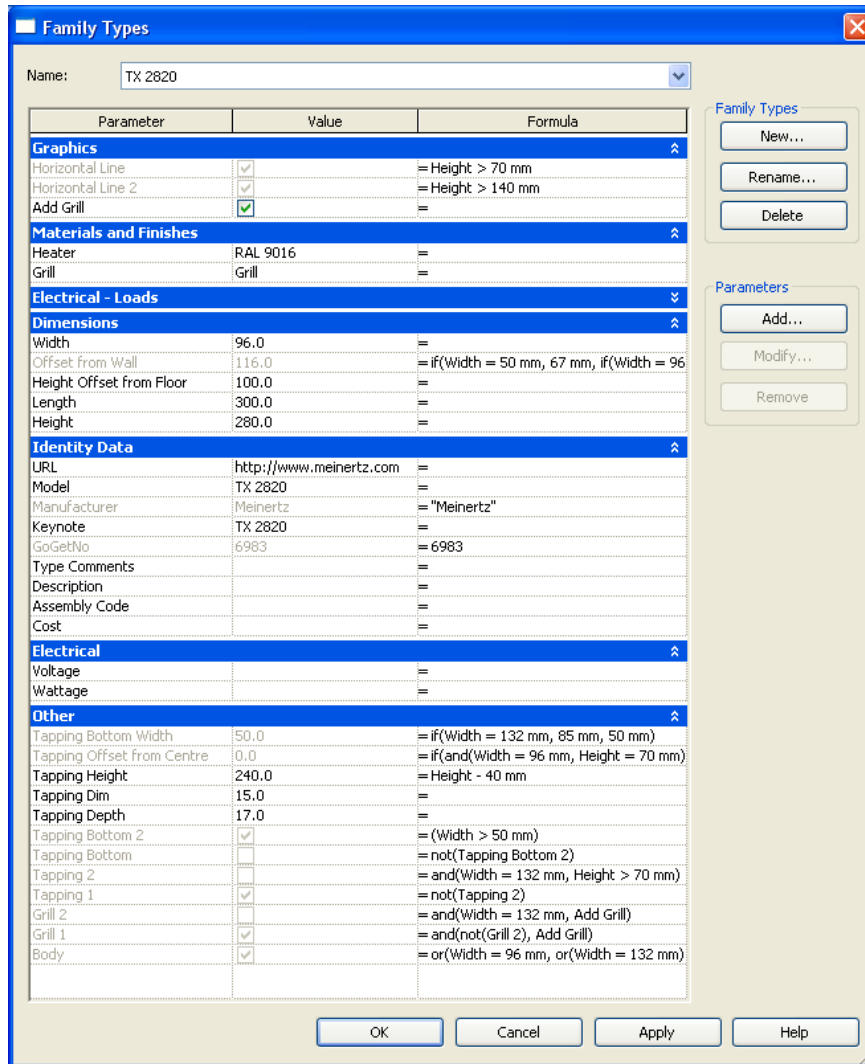 Family Types
Name: TX 2820
Parameter Value Formula
Graphics
Horizontal Line = Height > 70 mm
Horizontal Line 2 = Height > 140 mm
Add Grill =
Materials and Finishes
Heater RAL 9016 =
Grill Grill =
Electrical - Loads
Dimensions
Width 96.0 =
Offset from Wall 116.0 = if(Width = 50 mm, 67 mm, if(Width = 96
Height Offset from Floor 100.0 =
Length 300.0 =
Height 280.0 =
Identity Data
URL http://www.meinertz.com =
Model TX 2820 =
Manufacturer Meinertz = "Meinertz"
Keynote TX 2820 =
GoGetNo 6983 = 6983
Type Comments =
Description =
Assembly Code =
Cost =
Electrical
Voltage =
Wattage =
Other
Tapping Bottom Width 50.0 = if(Width = 132 mm, 85 mm, 50 mm)
Tapping Offset from Centre 0.0 = if(and(Width = 96 mm, Height = 70 mm)
Tapping Height 240.0 = Height - 40 mm
Tapping Dim 15.0 =
Tapping Depth 17.0 =
Tapping Bottom 2 = (Width > 50 mm)
Tapping Bottom = not(Tapping Bottom 2)
Tapping 2 = and(Width = 132 mm, Height > 70 mm)
Tapping 1 = not(Tapping 2)
Grill 2 = and(Width = 132 mm, Add Grill)
Grill 1 = and(not(Grill 2), Add Grill)
Body = or(Width = 96 mm, or(Width = 132 mm)
Family Types
New...
Rename...
Delete
Parameters
Add...
Modify...
Remove
OK Cancel Apply Help